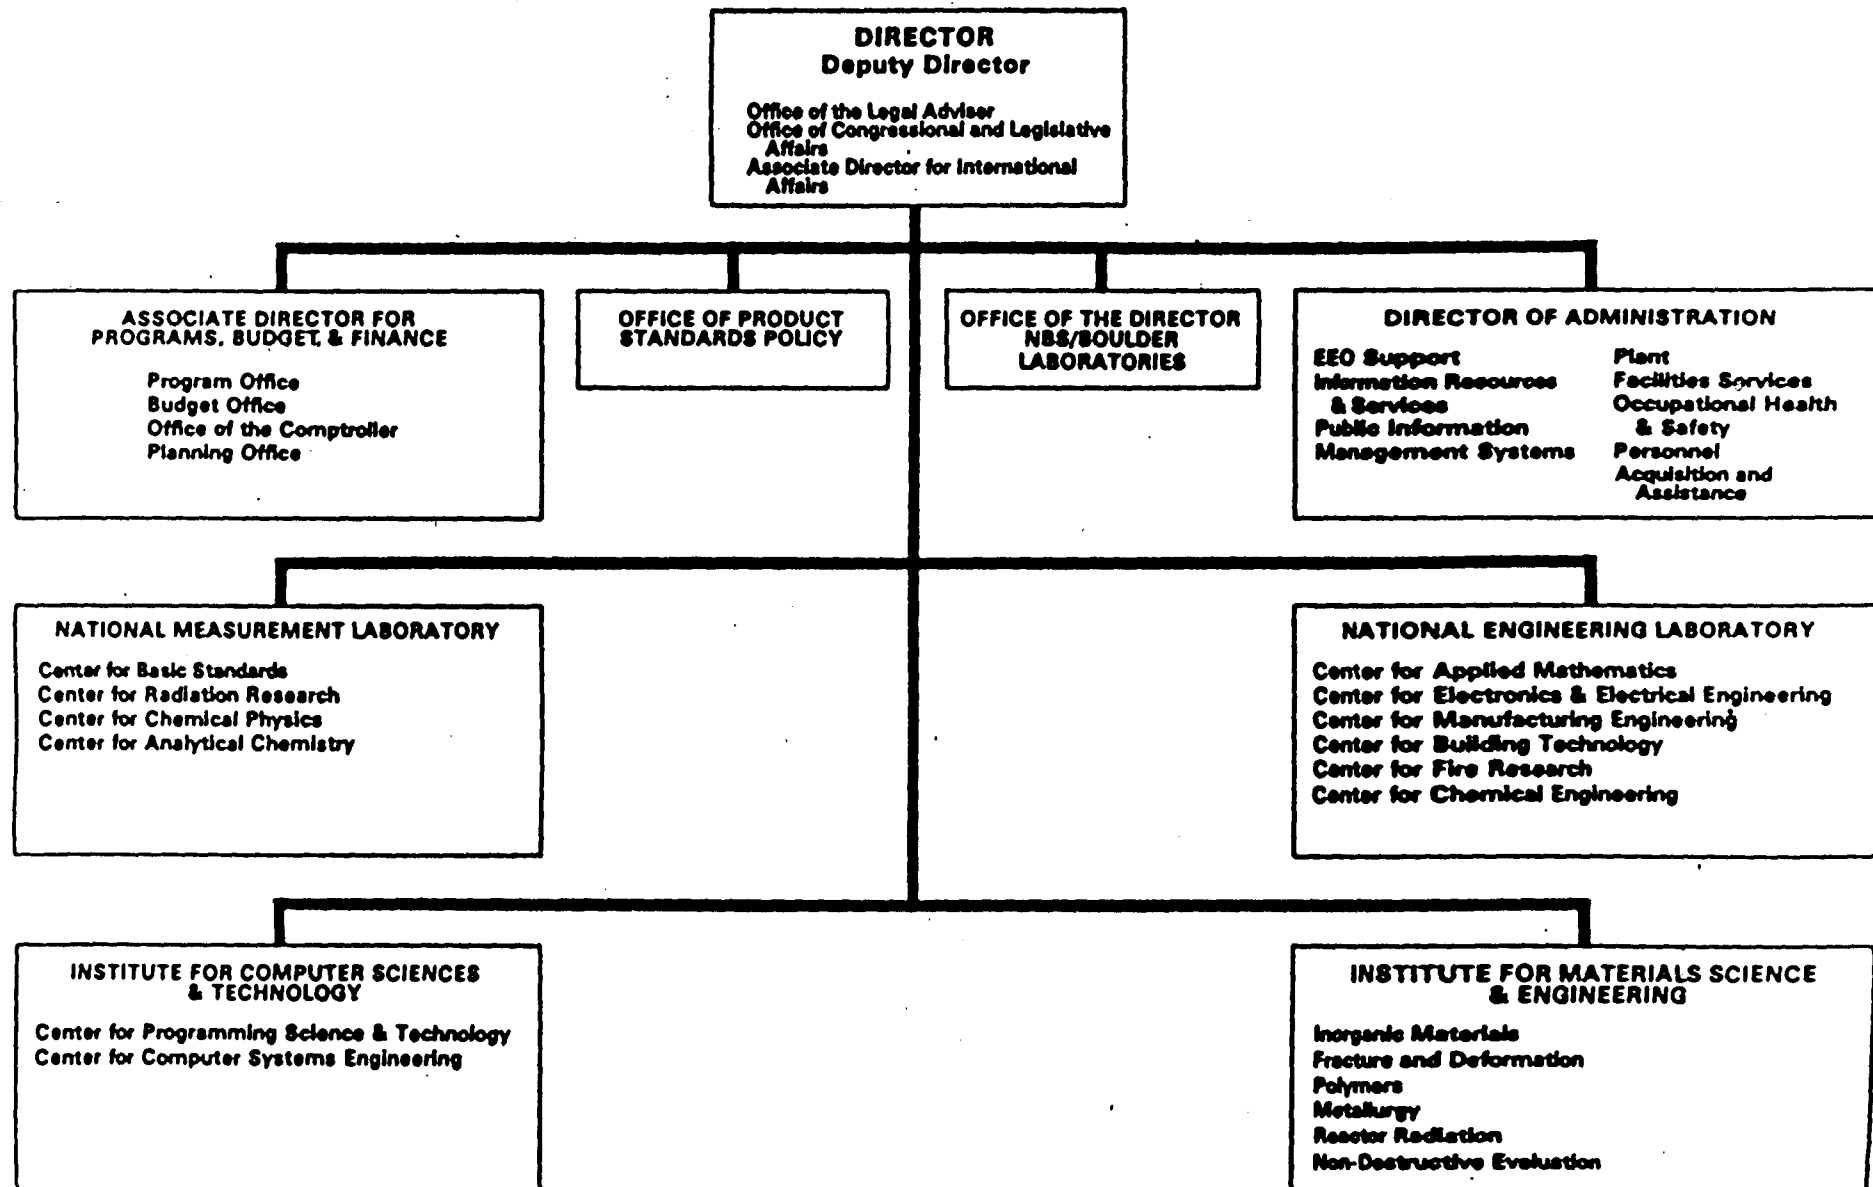 DIRECTOR
Deputy Director
Office of the Legal Adviser
Office of Congressional and Legislative
Affairs
Associate Director for International
Affairs
ASSOCIATE DIRECTOR FOR
PROGRAMS, BUDGET, & FINANCE
Program Office
Budget Office
Office of the Comptroller
Planning Office
OFFICE OF PRODUCT
STANDARDS POLICY
OFFICE OF THE DIRECTOR
NBS/BOULDER
LABORATORIES
DIRECTOR OF ADMINISTRATION
EEO Support
Information Resources
& Services
Public Information
Management Systems
Plant
Facilities Services
Occupational Health
& Safety
Personnel
Acquisition and
Assistance
NATIONAL MEASUREMENT LABORATORY
Center for Basic Standards
Center for Radiation Research
Center for Chemical Physics
Center for Analytical Chemistry
NATIONAL ENGINEERING LABORATORY
Center for Applied Mathematics
Center for Electronics & Electrical Engineering
Center for Manufacturing Engineering
Center for Building Technology
Center for Fire Research
Center for Chemical Engineering
INSTITUTE FOR COMPUTER SCIENCES
& TECHNOLOGY
Center for Programming Science & Technology
Center for Computer Systems Engineering
INSTITUTE FOR MATERIALS SCIENCE
& ENGINEERING
Inorganic Materials
Fracture and Deformation
Polymers
Metallurgy
Reactor Radiation
Non-Destructive Evaluation